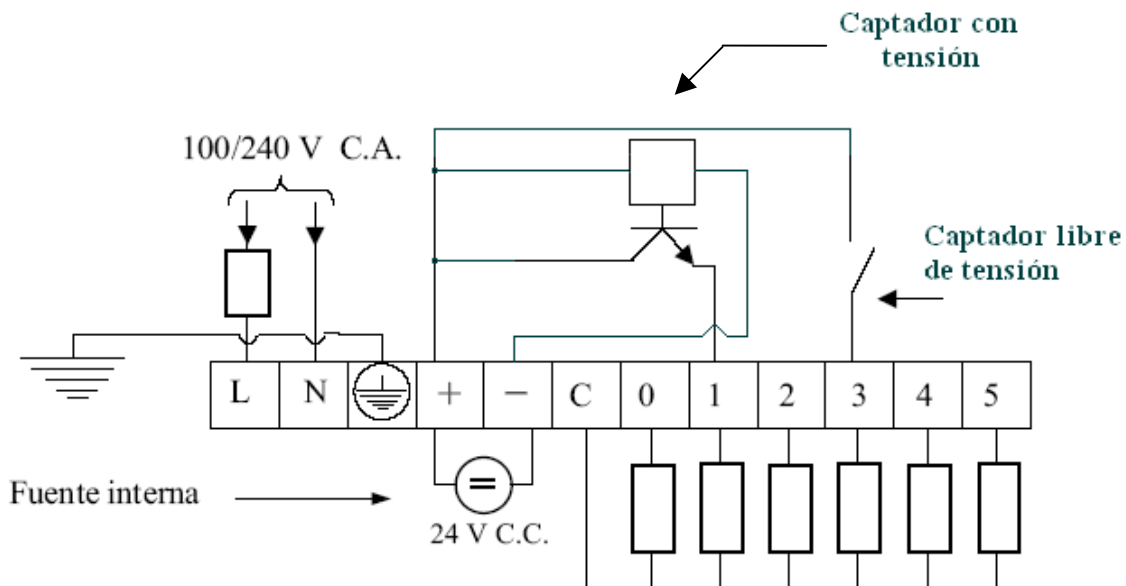 Captador con
tensión
100/240 V C.A.
Captador libre
de tensión
L N + − C 0 1 2 3 4 5
Fuente interna
=
24 V C.C.